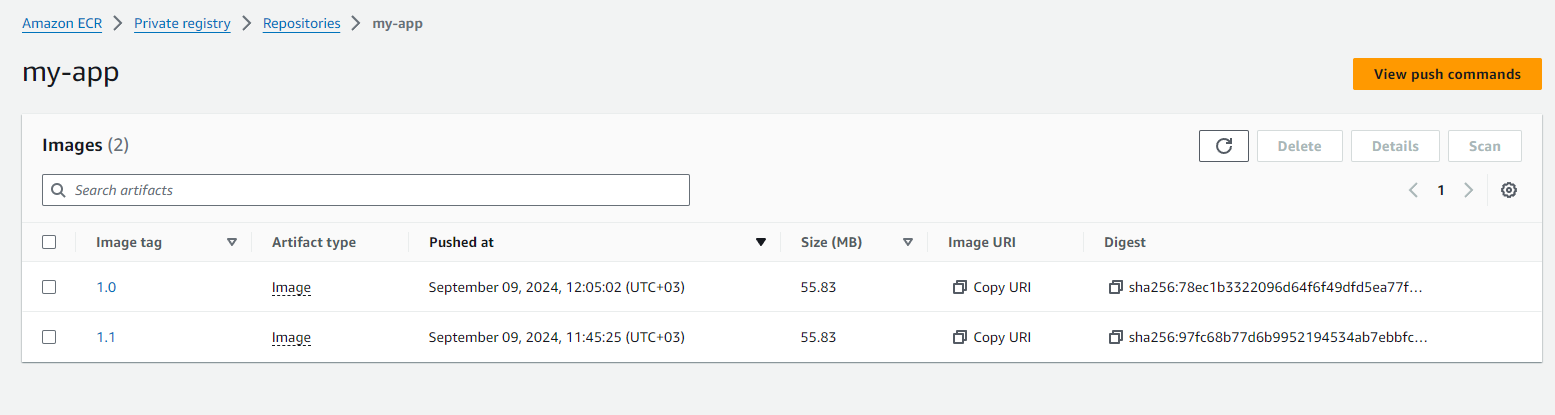 Amazon ECR > Private registry > Repositories > my-app
my-app
View push commands
Images (2)
Delete
Details
Scan
Search artifacts
1
Image tag
Artifact type
Pushed at
Size (MB)
Image URI
Digest
1.0
Image
September 09, 2024, 12:05:02 (UTC+03)
55.83
Copy URI
sha256:78ec1b3322096d64f6f49dfd5ea77f...
1.1
Image
September 09, 2024, 11:45:25 (UTC+03)
55.83
Copy URI
sha256:97fc68b77d6b9952194534ab7ebbfc...